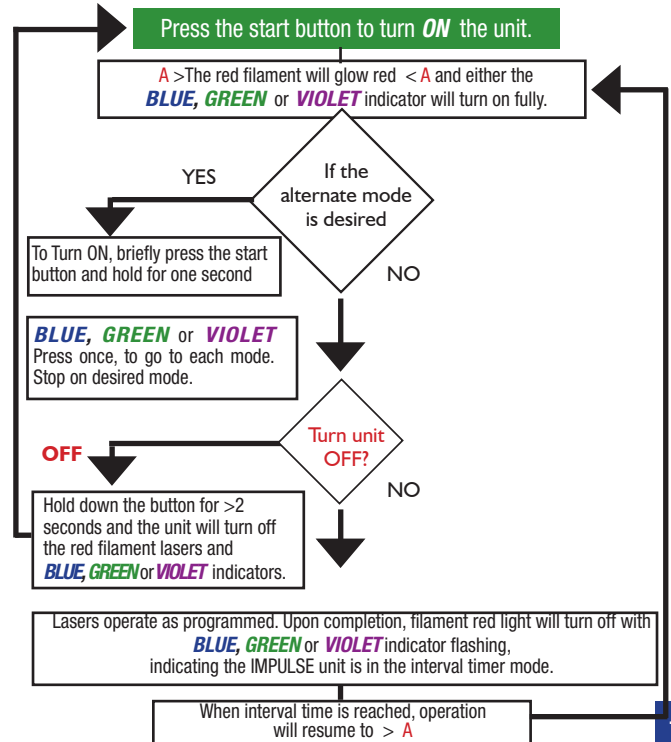 Press the start button to turn ON the unit.
A >The red filament will glow red < A and either the
BLUE, GREEN or VIOLET indicator will turn on fully.
If the
alternate mode
is desired
YES
NO
To Turn ON, briefly press the start
button and hold for one second
BLUE, GREEN or VIOLET
Press once, to go to each mode.
Stop on desired mode.
Turn unit
OFF?
OFF
NO
Hold down the button for >2
seconds and the unit will turn off
the red filament lasers and
BLUE, GREEN or VIOLET indicators.
Lasers operate as programmed. Upon completion, filament red light will turn off with
BLUE, GREEN or VIOLET indicator flashing,
indicating the IMPULSE unit is in the interval timer mode.
When interval time is reached, operation
will resume to > A